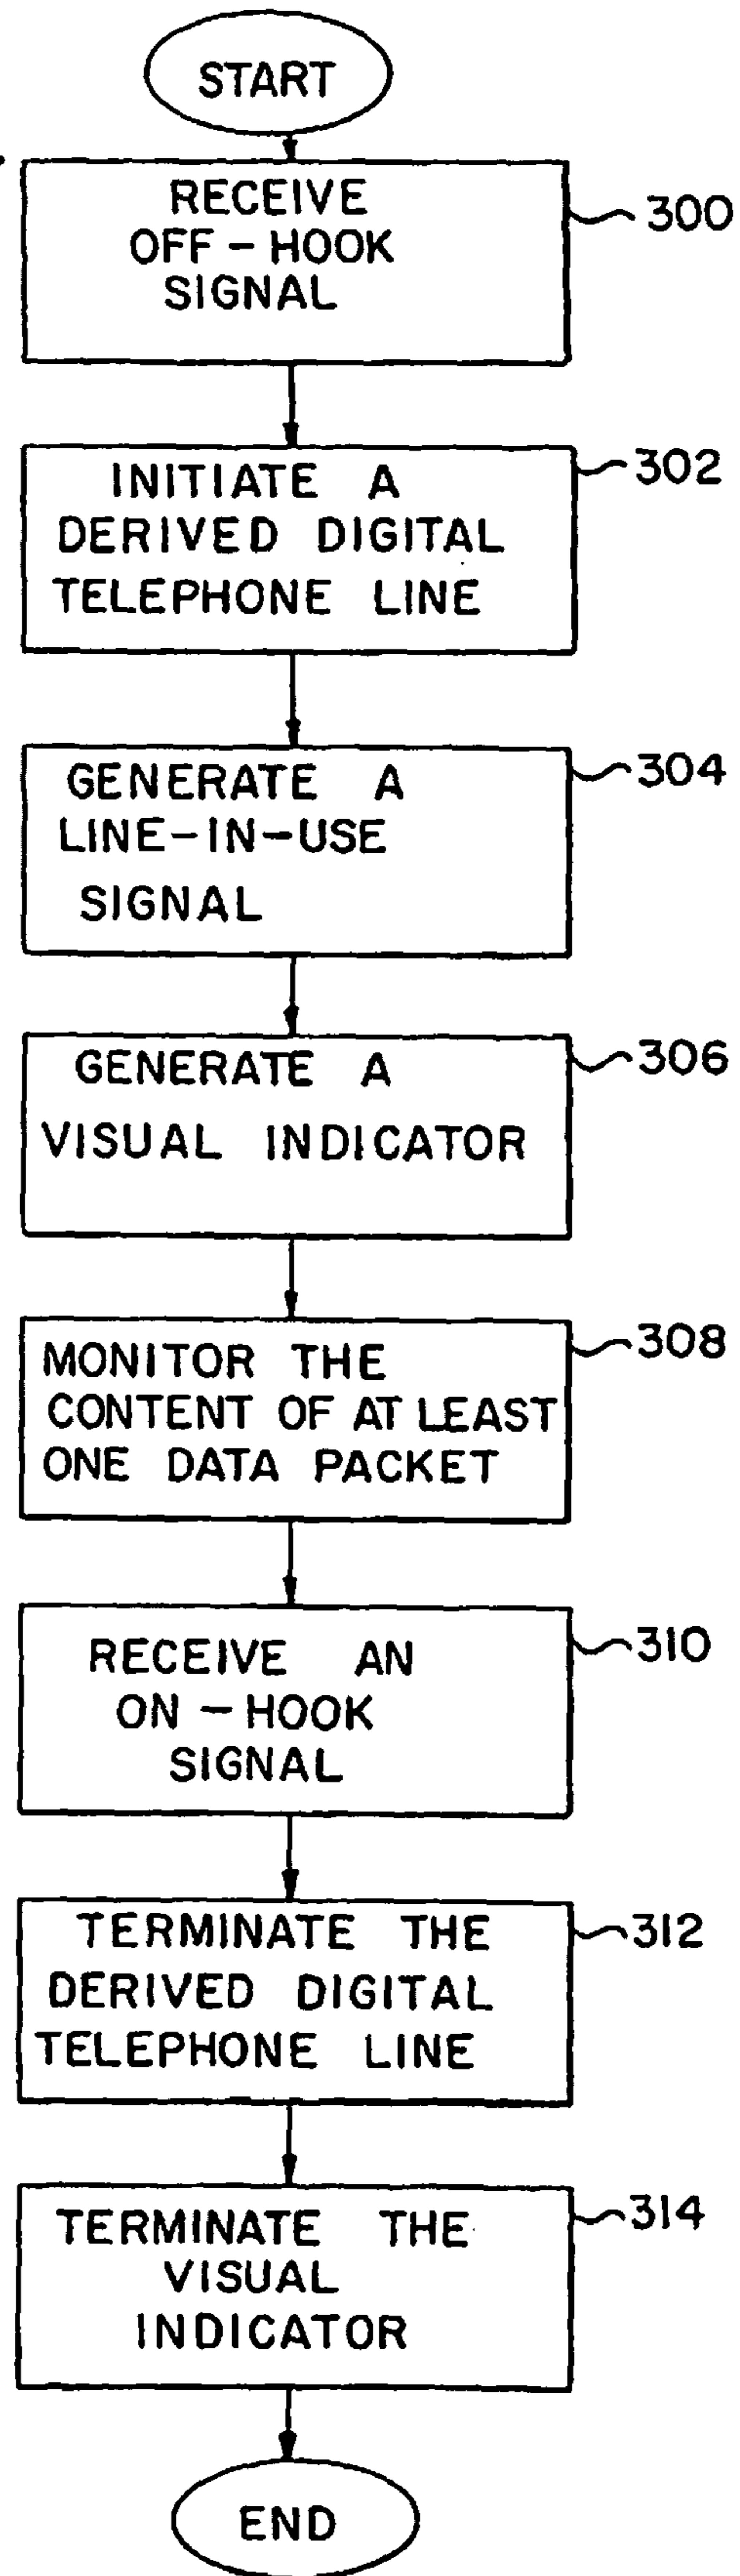 START
RECEIVE
OFF-HOOK
SIGNAL
300
INITIATE A
DERIVED DIGITAL
TELEPHONE LINE
302
GENERATE A
LINE-IN-USE
SIGNAL
304
GENERATE A
VISUAL INDICATOR
306
MONITOR THE
CONTENT OF AT LEAST
ONE DATA PACKET
308
RECEIVE AN
ON-HOOK
SIGNAL
310
TERMINATE THE
DERIVED DIGITAL
TELEPHONE LINE
312
TERMINATE THE
VISUAL
INDICATOR
314
END